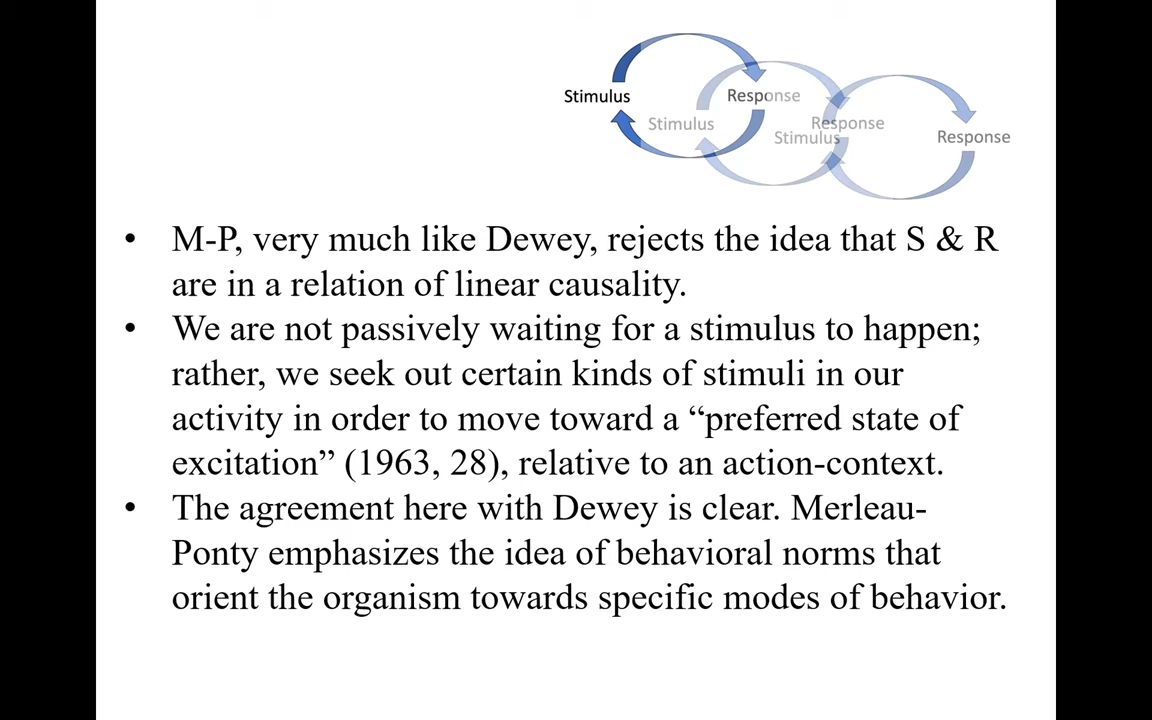 Stimulus
Response
Stimulus
Response
Stimulus
Response
• M-P, very much like Dewey, rejects the idea that S & R
are in a relation of linear causality.
• We are not passively waiting for a stimulus to happen;
rather, we seek out certain kinds of stimuli in our
activity in order to move toward a “preferred state of
excitation” (1963, 28), relative to an action-context.
• The agreement here with Dewey is clear. Merleau-
Ponty emphasizes the idea of behavioral norms that
orient the organism towards specific modes of behavior.